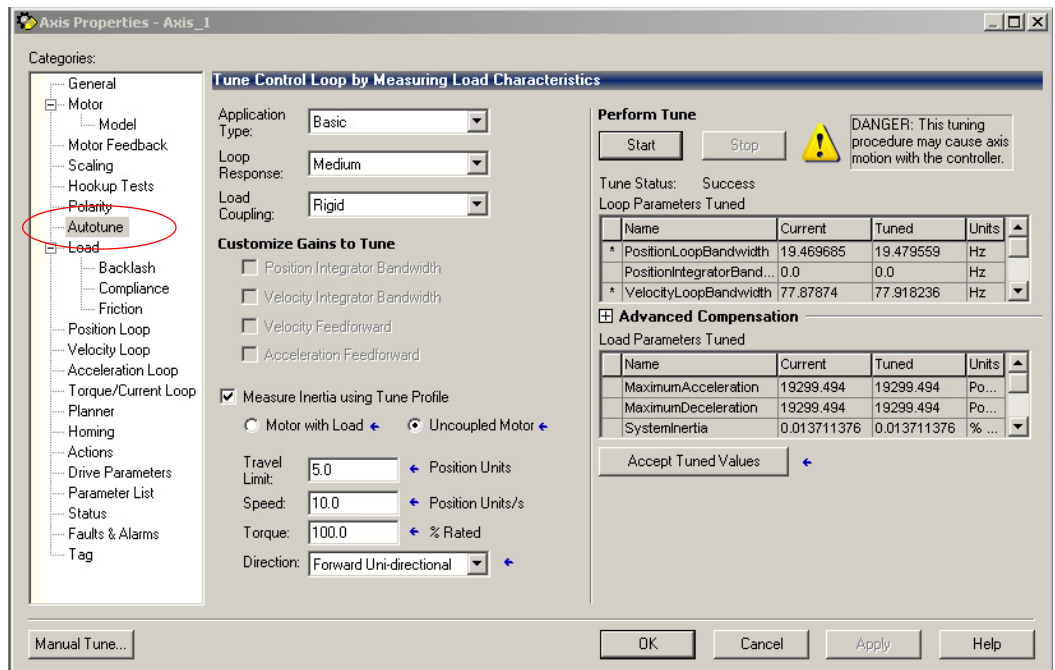 Axis Properties - Axis_1
Categories:
General
Motor
Model
Motor Feedback
Scaling
Hookup Tests
Polarity
Autotune
Load
Backlash
Compliance
Friction
Position Loop
Velocity Loop
Acceleration Loop
Torque/Current Loop
Planner
Homing
Actions
Drive Parameters
Parameter List
Status
Faults & Alarms
Tag
Tune Control Loop by Measuring Load Characteristics
Application Type: Basic
Loop Response: Medium
Load Coupling: Rigid
Customize Gains to Tune
Position Integrator Bandwidth
Velocity Integrator Bandwidth
Velocity Feedforward
Acceleration Feedforward
Measure Inertia using Tune Profile
Motor with Load Uncoupled Motor
Travel Limit: 5.0 Position Units
Speed: 10.0 Position Units/s
Torque: 100.0 % Rated
Direction: Forward Uni-directional
Perform Tune
Start Stop
DANGER: This tuning
procedure may cause axis
motion with the controller.
Tune Status: Success
Loop Parameters Tuned
Name Current Tuned Units
* PositionLoopBandwidth 19.469685 19.479559 Hz
PositionIntegratorBand... 0.0 0.0 Hz
* VelocityLoopBandwidth 77.87874 77.918236 Hz
Advanced Compensation
Load Parameters Tuned
Name Current Tuned Units
MaximumAcceleration 19299.494 19299.494 Po...
MaximumDeceleration 19299.494 19299.494 Po...
SystemInertia 0.013711376 0.013711376 % ...
Accept Tuned Values
Manual Tune... OK Cancel Apply Help